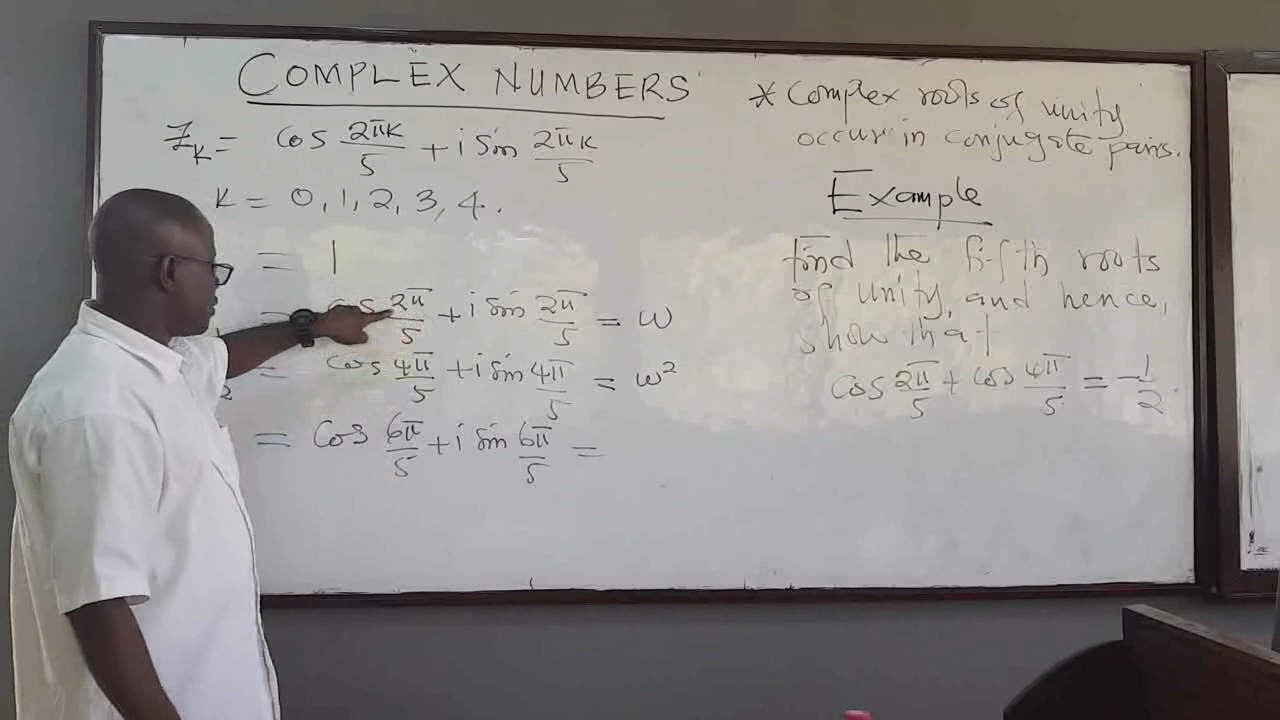 COMPLEX NUMBERS
Z_k = Cos 2πk/5 + i Sin 2πk/5
K = 0, 1, 2, 3, 4.
= 1
= Cos 2π/5 + i Sin 2π/5 = ω
2 = Cos 4π/5 + i Sin 4π/5 = ω²
= Cos 6π/5 + i Sin 6π/5 =
* Complex roots of unity
occur in conjugate pairs.
Example
Find the fifth roots
of unity, and hence,
show that
Cos 2π/5 + Cos 4π/5 = -1/2.